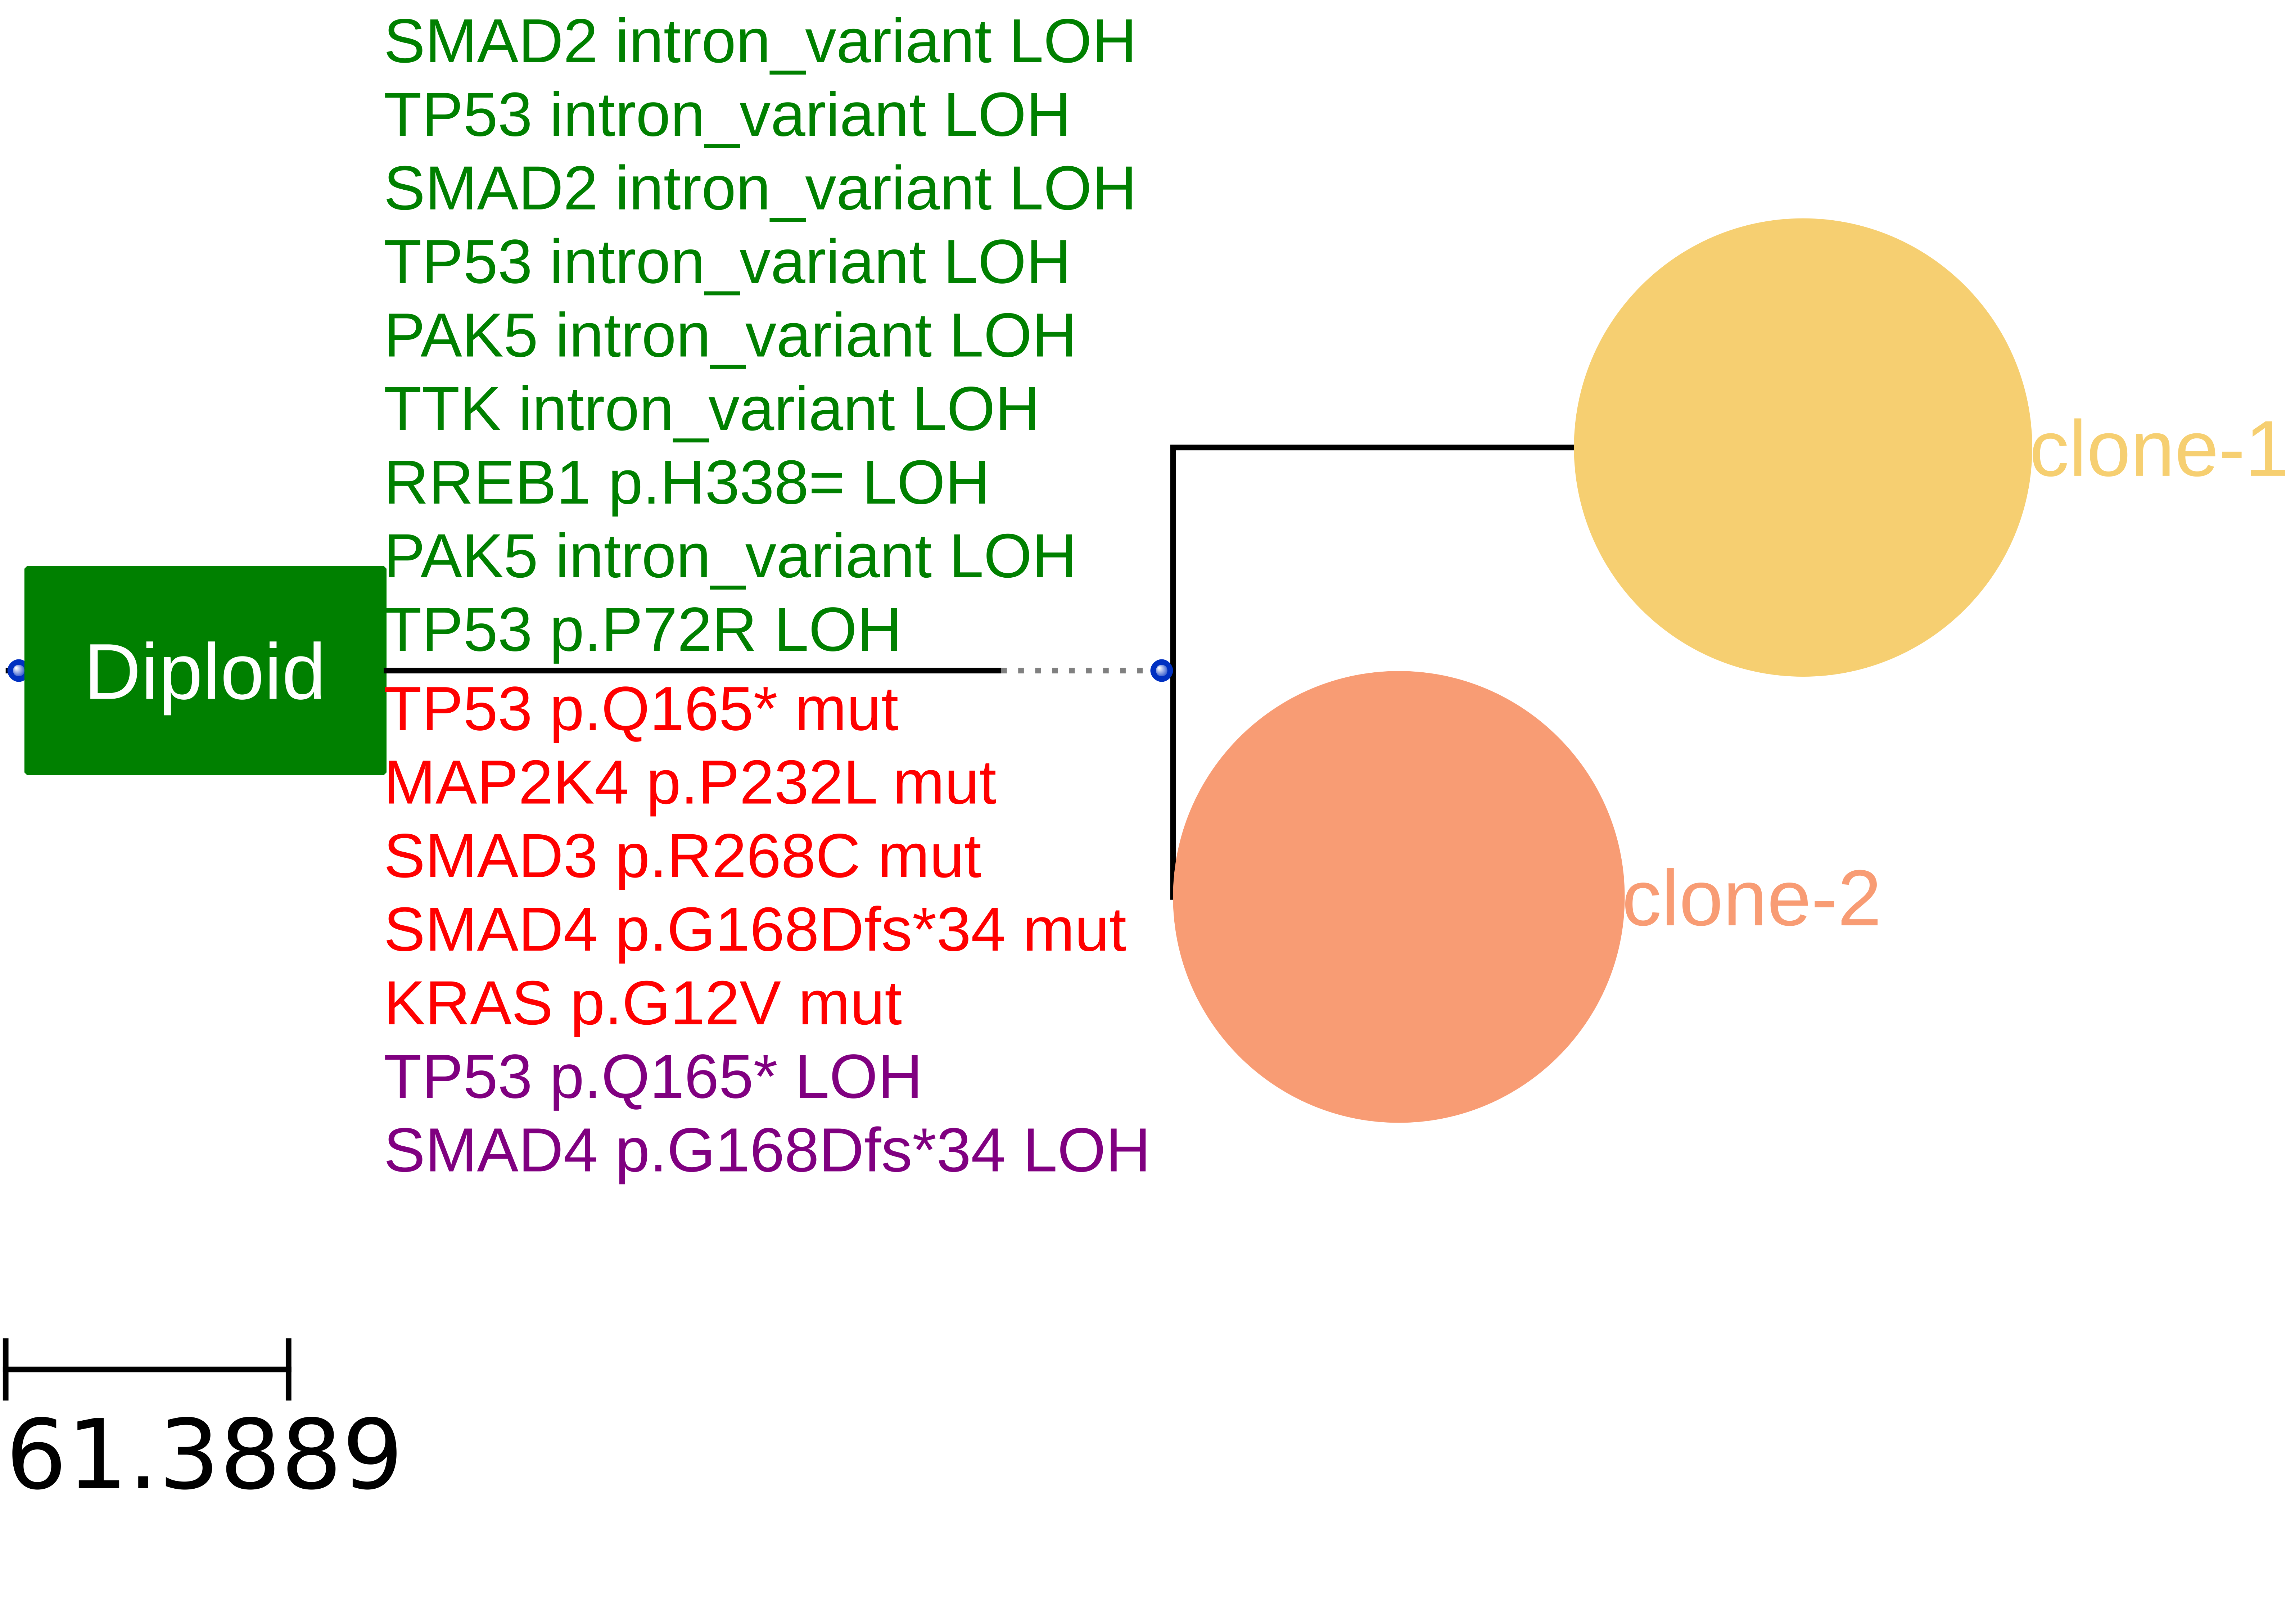 SMAD2 intron_variant LOH
TP53 intron_variant LOH
SMAD2 intron_variant LOH
TP53 intron_variant LOH
PAK5 intron_variant LOH
TTK intron_variant LOH
RREB1 p.H338= LOH
PAK5 intron_variant LOH
TP53 p.P72R LOH
Diploid
TP53 p.Q165* mut
MAP2K4 p.P232L mut
SMAD3 p.R268C mut
SMAD4 p.G168Dfs*34 mut
KRAS p.G12V mut
TP53 p.Q165* LOH
SMAD4 p.G168Dfs*34 LOH
clone-1
clone-2
61.3889